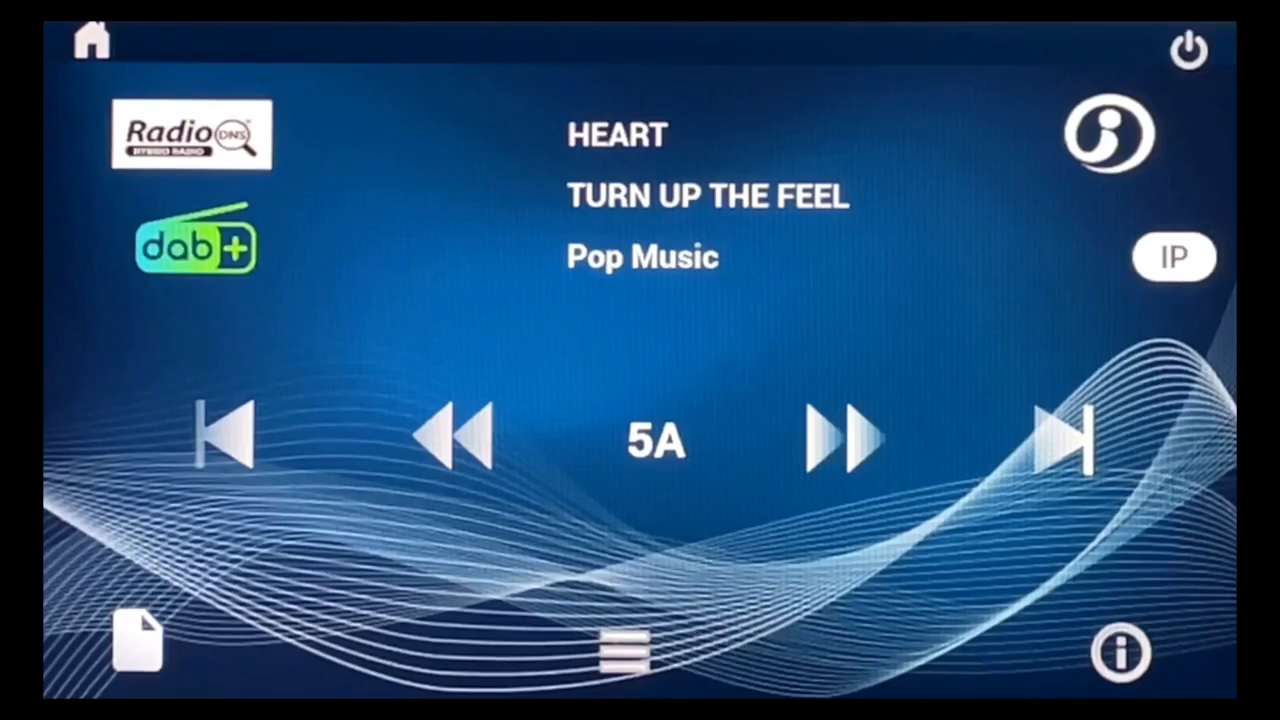 Radio DNS
HYBRID RADIO
dab+
HEART
TURN UP THE FEEL
Pop Music
IP
5A